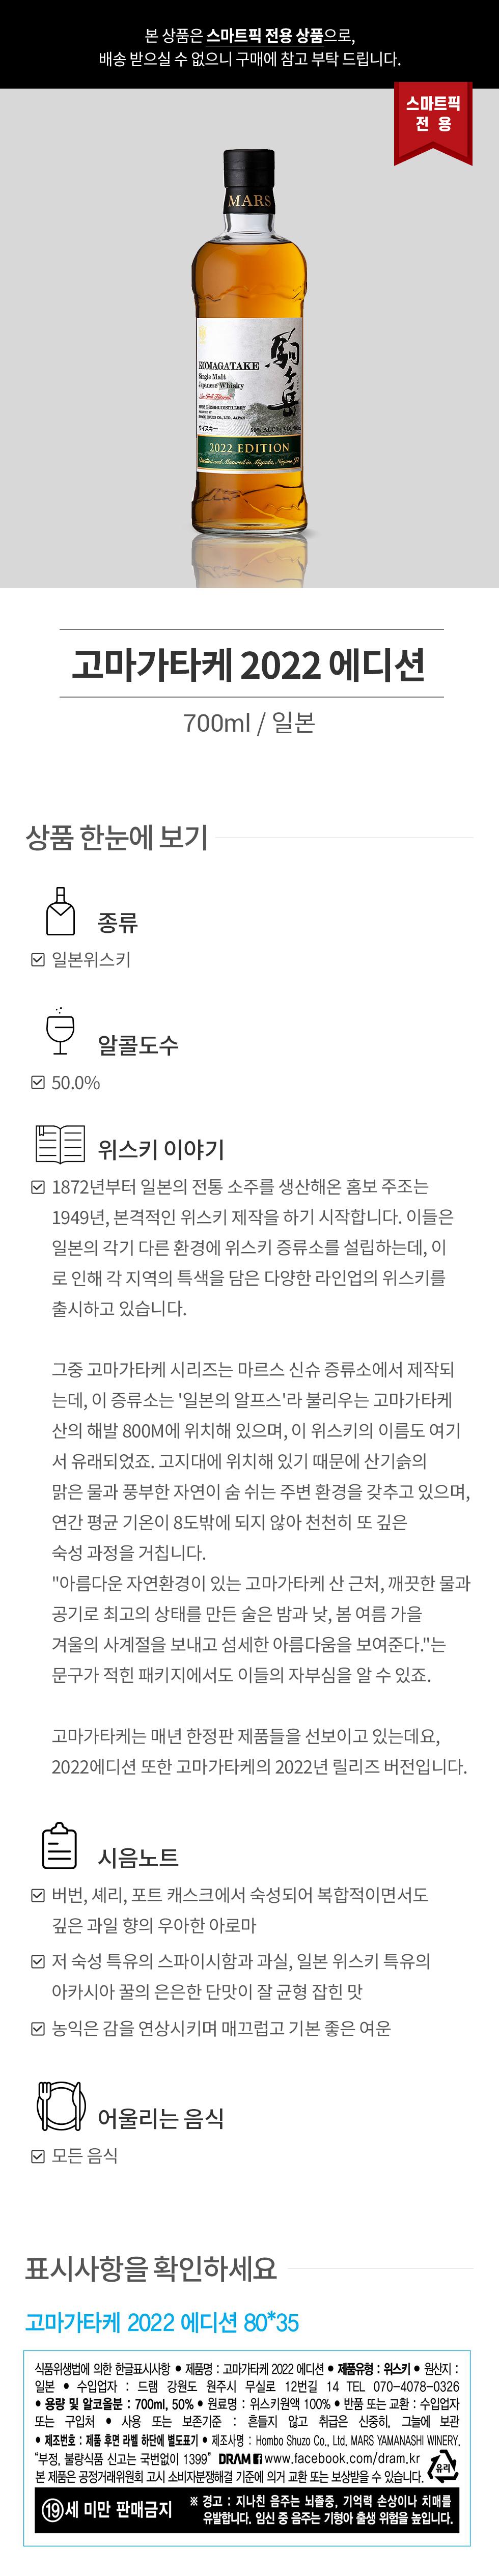 본 상품은 스마트픽 전용 상품으로,
배송 받으실 수 없으니 구매에 참고 부탁 드립니다.
스마트픽
전 용
MARS
KOMAGATAKE
Single Malt
Japanese Whisky
駒ヶ岳
ウイスキー
2022 EDITION
고마가타케 2022 에디션
700ml / 일본
상품 한눈에 보기
종류
일본위스키
알콜도수
50.0%
위스키 이야기
1872년부터 일본의 전통 소주를 생산해온 홈보 주조는
1949년, 본격적인 위스키 제작을 하기 시작합니다. 이들은
일본의 각기 다른 환경에 위스키 증류소를 설립하는데, 이
로 인해 각 지역의 특색을 담은 다양한 라인업의 위스키를
출시하고 있습니다.
그중 고마가타케 시리즈는 마르스 신슈 증류소에서 제작되
는데, 이 증류소는 '일본의 알프스'라 불리우는 고마가타케
산의 해발 800M에 위치해 있으며, 이 위스키의 이름도 여기
서 유래되었죠. 고지대에 위치해 있기 때문에 산기슭의
맑은 물과 풍부한 자연이 숨 쉬는 주변 환경을 갖추고 있으며,
연간 평균 기온이 8도밖에 되지 않아 천천히 또 깊은
숙성 과정을 거칩니다.
"아름다운 자연환경이 있는 고마가타케 산 근처, 깨끗한 물과
공기로 최고의 상태를 만든 술은 밤과 낮, 봄 여름 가을
겨울의 사계절을 보내고 섬세한 아름다움을 보여준다."는
문구가 적힌 패키지에서도 이들의 자부심을 알 수 있죠.
고마가타케는 매년 한정판 제품들을 선보이고 있는데요,
2022에디션 또한 고마가타케의 2022년 릴리즈 버전입니다.
시음노트
버번, 셰리, 포트 캐스크에서 숙성되어 복합적이면서도
깊은 과일 향의 우아한 아로마
저 숙성 특유의 스파이시함과 과실, 일본 위스키 특유의
아카시아 꿀의 은은한 단맛이 잘 균형 잡힌 맛
농익은 감을 연상시키며 매끄럽고 기본 좋은 여운
어울리는 음식
모든 음식
표시사항을 확인하세요
고마가타케 2022 에디션 80*35
식품위생법에 의한 한글표시사항 • 제품명 : 고마가타케 2022 에디션 • 제품유형 : 위스키 • 원산지 :
일본 • 수입업자 : 드램 강원도 원주시 무실로 12번길 14 TEL 070-4078-0326
• 용량 및 알코올분 : 700ml, 50% • 원료명 : 위스키원액 100% • 반품 또는 교환 : 수입업자
또는 구입처 • 사용 또는 보존기준 : 흔들지 않고 취급은 신중히, 그늘에 보관
• 제조번호 : 제품 후면 라벨 하단에 별도표기 • 제조사명 : Hombo Shuzo Co., Ltd. MARS YAMANASHI WINERY.
"부정, 불량식품 신고는 국번없이 1399" DRAM f www.facebook.com/dram.kr
본 제품은 공정거래위원회 고시 소비자분쟁해결 기준에 의거 교환 또는 보상받을 수 있습니다.
유리
19세 미만 판매금지
※ 경고 : 지나친 음주는 뇌졸중, 기억력 손상이나 치매를
유발합니다. 임신 중 음주는 기형아 출생 위험을 높입니다.